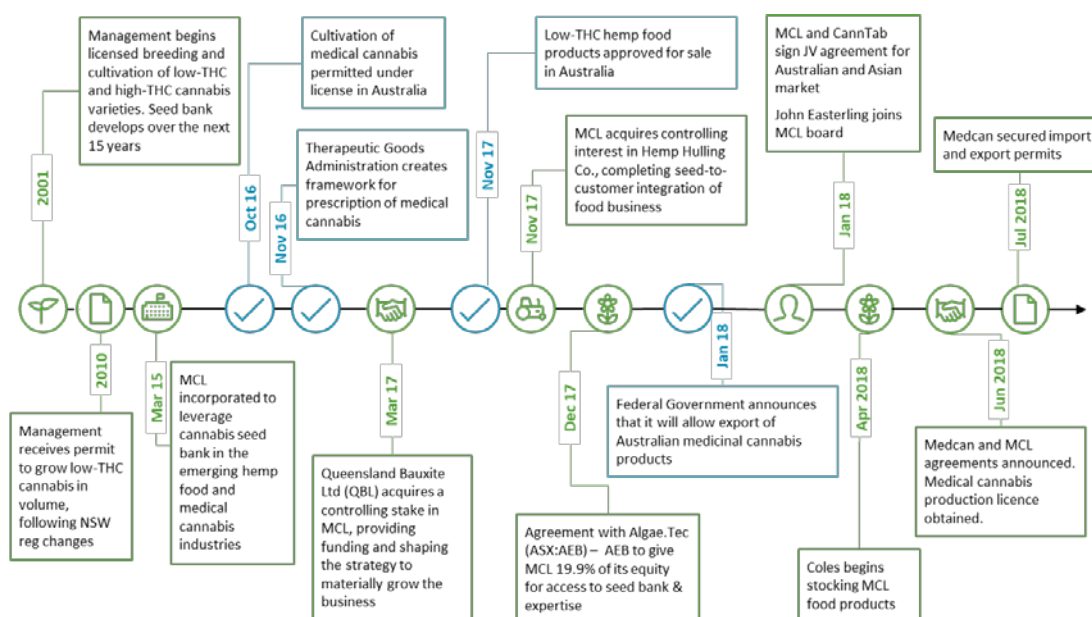 Management begins
licensed breeding and
cultivation of low-THC
and high-THC cannabis
varieties. Seed bank
develops over the next
15 years
2001
Management
receives permit
to grow low-THC
cannabis in
volume,
following NSW
reg changes
2010
MCL
incorporated to
leverage
cannabis seed
bank in the
emerging hemp
food and
medical
cannabis
industries
Mar 15
Cultivation of
medical cannabis
permitted under
license in Australia
Oct 16
Therapeutic Goods
Administration creates
framework for
prescription of medical
cannabis
Nov 16
Queensland Bauxite
Ltd (QBL) acquires a
controlling stake in
MCL, providing
funding and shaping
the strategy to
materially grow the
business
Mar 17
Low-THC hemp food
products approved for sale
in Australia
Nov 17
MCL acquires controlling
interest in Hemp Hulling
Co., completing seed-to-
customer integration of
food business
Nov 17
Agreement with Algae.Tec
(ASX:AEB) – AEB to give
MCL 19.9% of its equity
for access to seed bank &
expertise
Dec 17
Federal Government announces
that it will allow export of
Australian medicinal cannabis
products
Jan 18
MCL and CannTab
sign JV agreement for
Australian and Asian
market
John Easterling joins
MCL board
Jan 18
Coles begins
stocking MCL
food products
Apr 2018
Medcan and MCL
agreements announced.
Medical cannabis
production licence
obtained.
Jun 2018
Medcan secured import
and export permits
Jul 2018